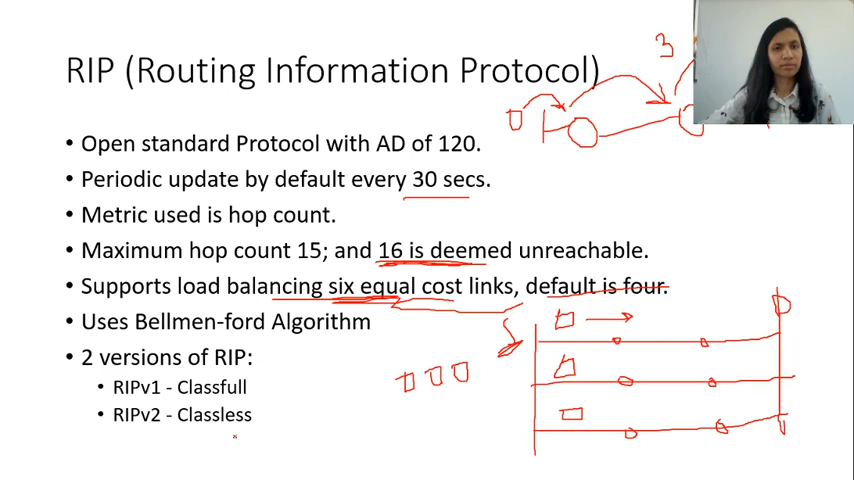 RIP (Routing Information Protocol)
3
• Open standard Protocol with AD of 120.
• Periodic update by default every 30 secs.
• Metric used is hop count.
• Maximum hop count 15; and 16 is deemed unreachable.
• Supports load balancing six equal cost links, default is four.
• Uses Bellmen-ford Algorithm
• 2 versions of RIP:
• RIPv1 - Classfull
• RIPv2 - Classless
S
D